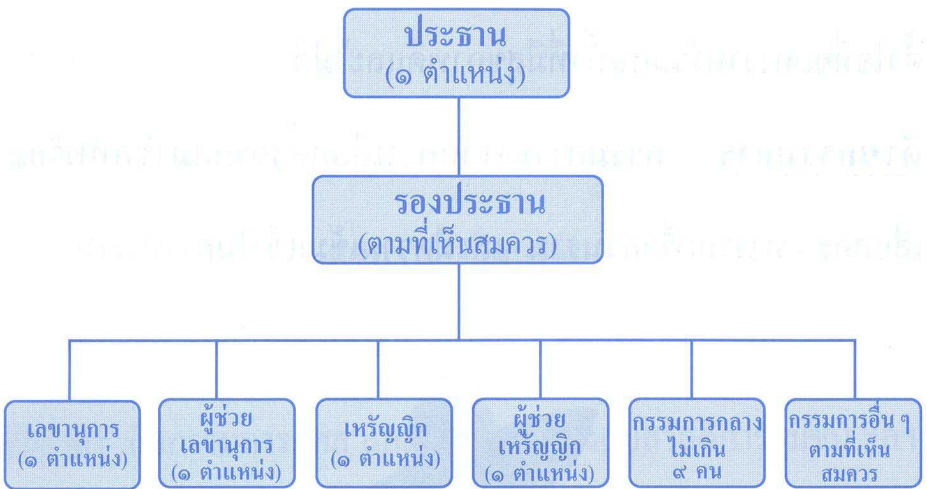 ประธาน
(๑ ตำแหน่ง)
รองประธาน
(ตามที่เห็นสมควร)
เลขานุการ
(๑ ตำแหน่ง)
ผู้ช่วย
เลขานุการ
(๑ ตำแหน่ง)
เหรัญญิก
(๑ ตำแหน่ง)
ผู้ช่วย
เหรัญญิก
(๑ ตำแหน่ง)
กรรมการกลาง
ไม่เกิน
๙ คน
กรรมการอื่น ๆ
ตามที่เห็น
สมควร